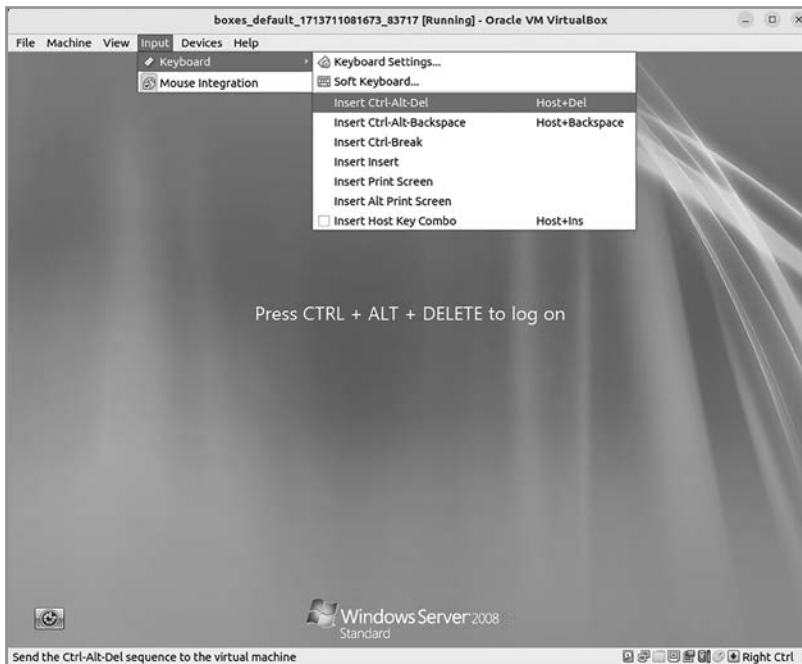 boxes_default_1713711081673_83717 [Running] - Oracle VM VirtualBox
File Machine View Input Devices Help
Keyboard
Mouse Integration
Keyboard Settings...
Soft Keyboard...
Insert Ctrl-Alt-Del Host+Del
Insert Ctrl-Alt-Backspace Host+Backspace
Insert Ctrl-Break
Insert Insert
Insert Print Screen
Insert Alt Print Screen
Insert Host Key Combo Host+Ins
Press CTRL + ALT + DELETE to log on
Windows Server 2008
Standard
Send the Ctrl-Alt-Del sequence to the virtual machine Right Ctrl